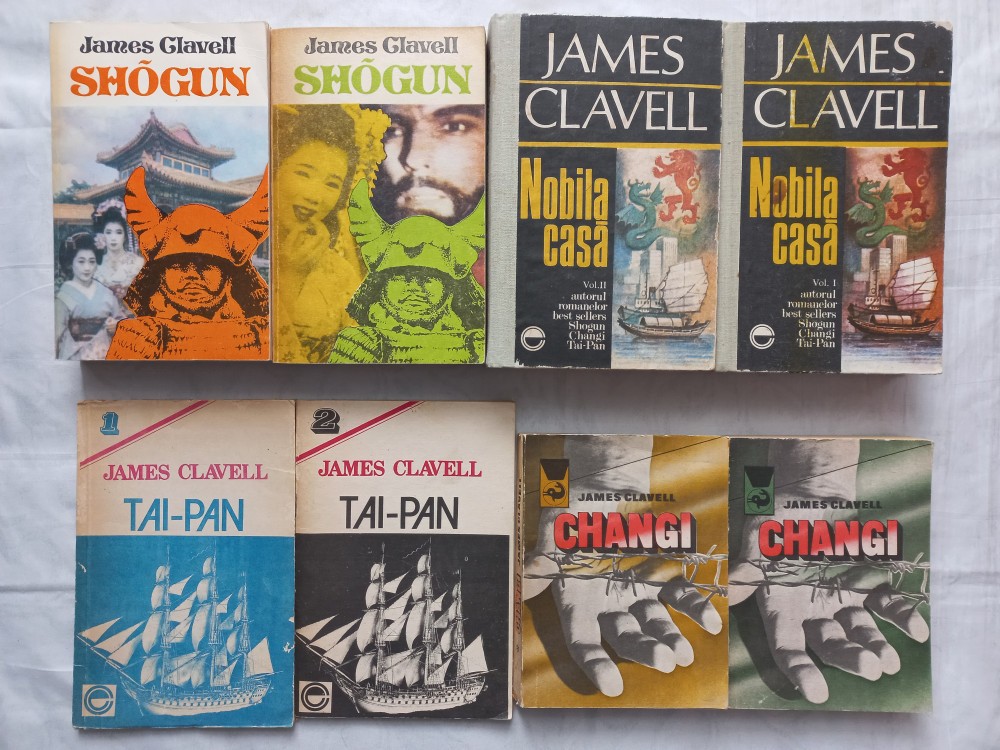 James Clavell
SHŌGUN
James Clavell
SHŌGUN
JAMES
CLAVELL
Nobila
casă
Vol.II
autorul
romanelor
best sellers
Shogun
Changi
Tai-Pan
e
JAMES
CLAVELL
Nobila
casă
Vol. I
autorul
romanelor
best sellers
Shogun
Changi
Tai-Pan
e
1
JAMES CLAVELL
TAI-PAN
e
2
JAMES CLAVELL
TAI-PAN
e
JAMES CLAVELL
CHANGI
JAMES CLAVELL
CHANGI